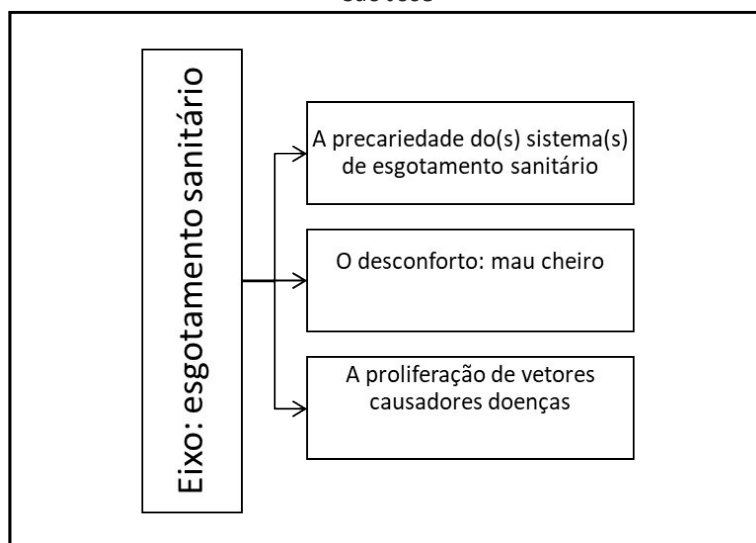 Eixo: esgotamento sanitário
A precariedade do(s) sistema(s)
de esgotamento sanitário
O desconforto: mau cheiro
A proliferação de vetores
causadores doenças